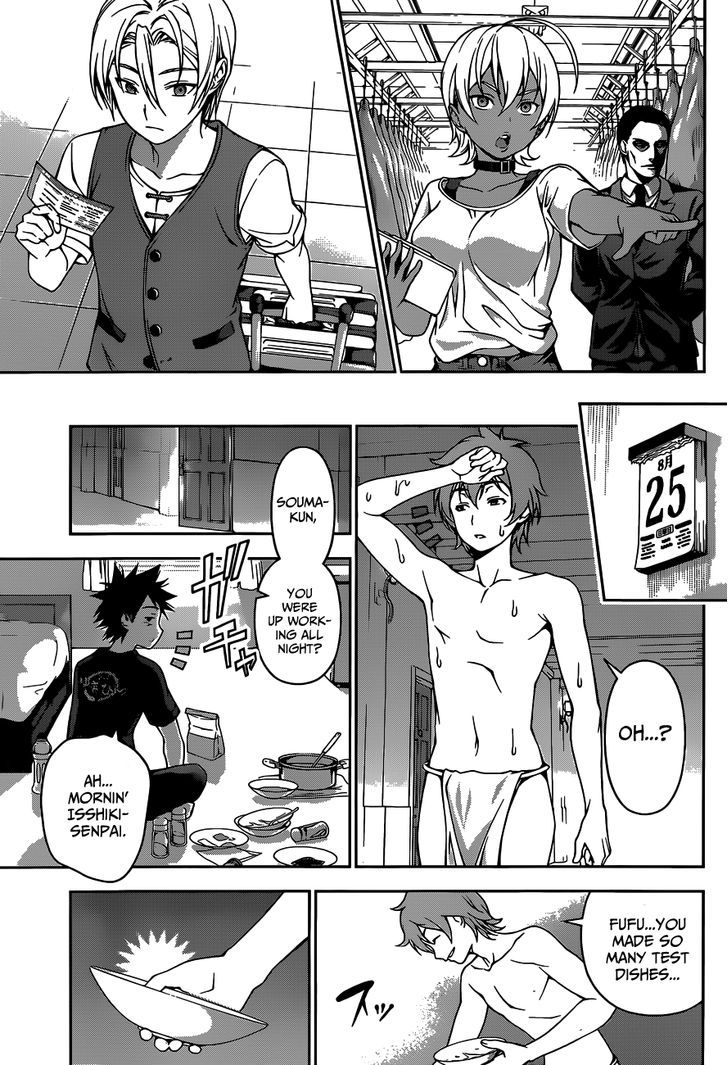 8月
25
OH...?
SOUMA-
KUN,
YOU WERE
UP WORK-
ING ALL
NIGHT?
ガチャ
AH...
MORNIN'
ISSHIKI-
SENPAI.
FUFU...YOU
MADE SO
MANY TEST
DISHES...
スッ